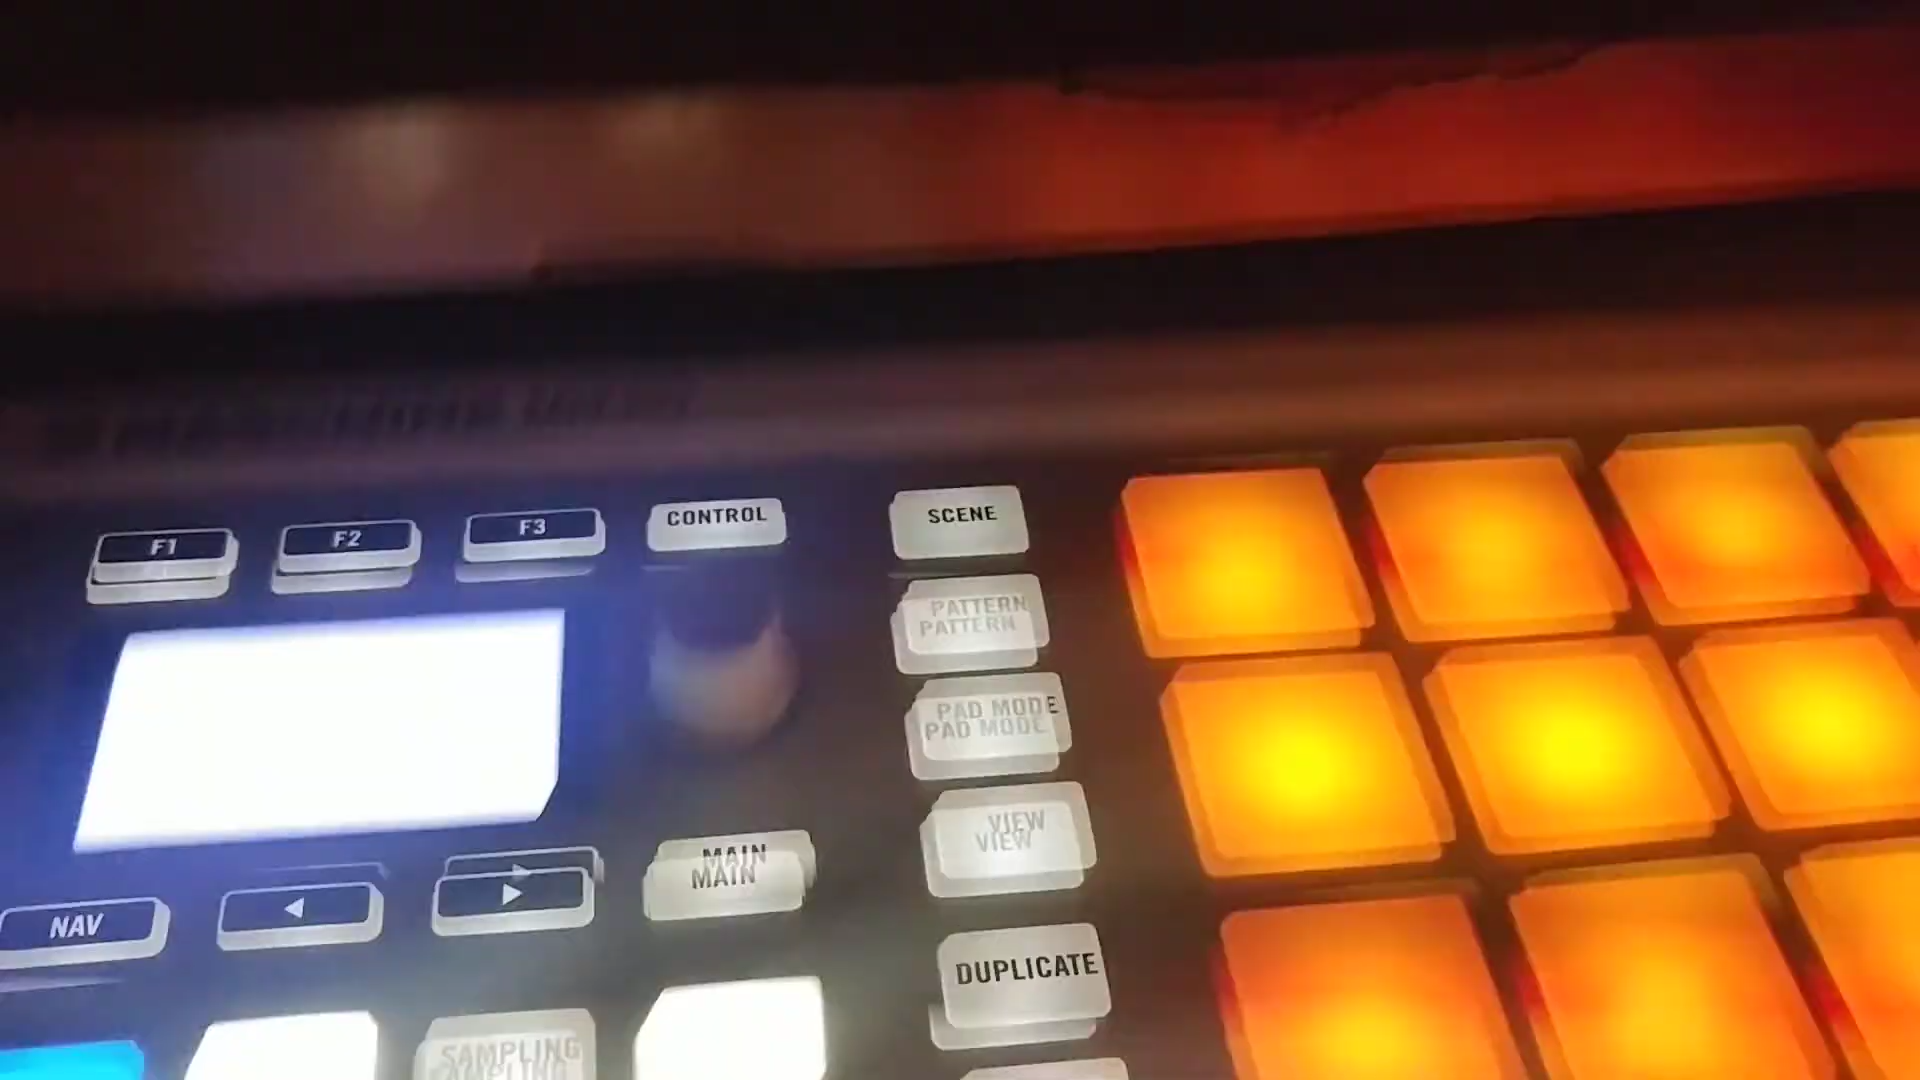 F1
F2
F3
CONTROL
SCENE
PATTERN
PAD MODE
VIEW
MAIN
NAV
DUPLICATE
SAMPLING